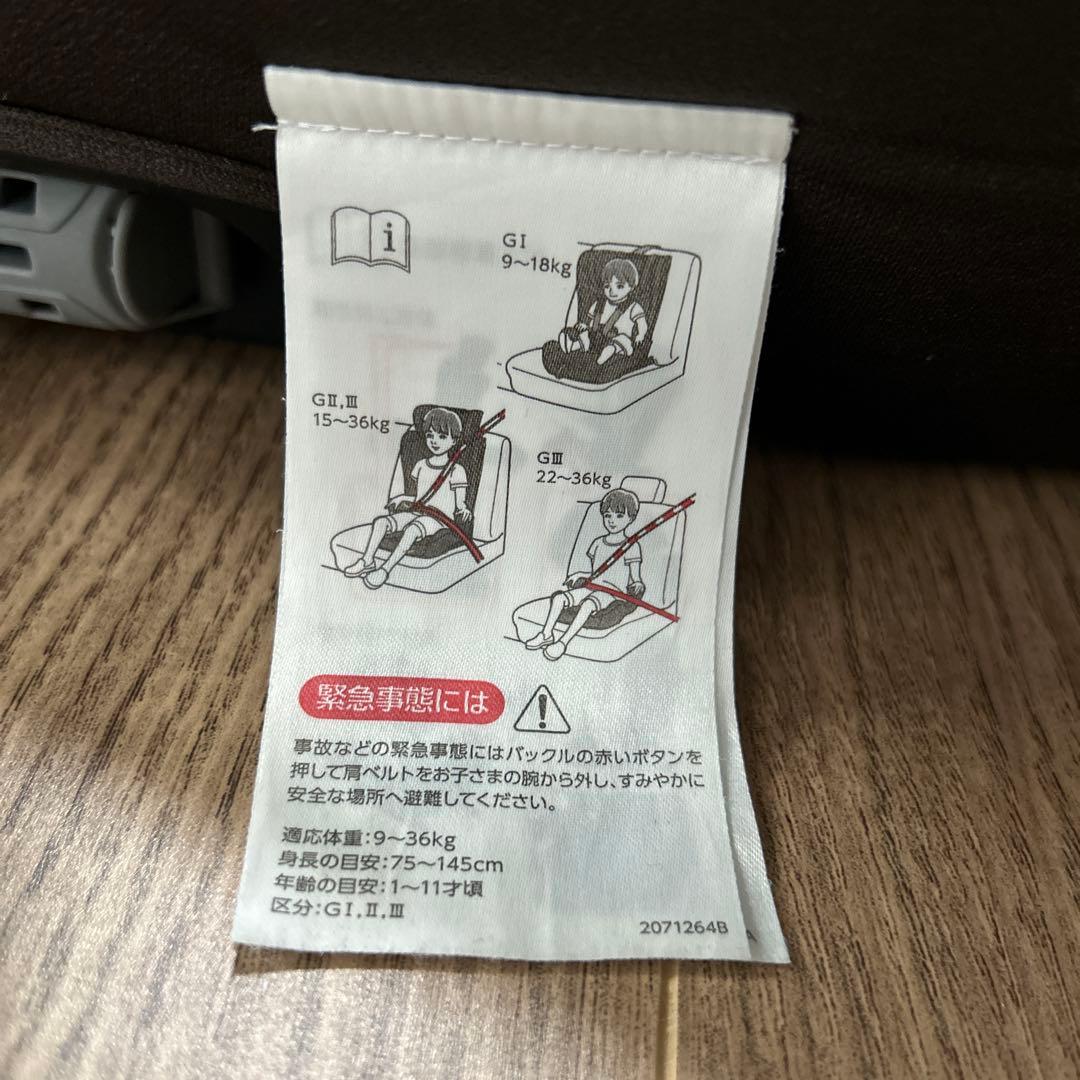 i
GⅠ
9〜18kg
GⅡ,Ⅲ
15〜36kg
GⅢ
22〜36kg
緊急事態には
事故などの緊急事態にはバックルの赤いボタンを
押して肩ベルトをお子さまの腕から外し、すみやかに
安全な場所へ避難してください。
適応体重:9〜36kg
身長の目安:75〜145cm
年齢の目安:1〜11才頃
区分:GⅠ,Ⅱ,Ⅲ
2071264B
A